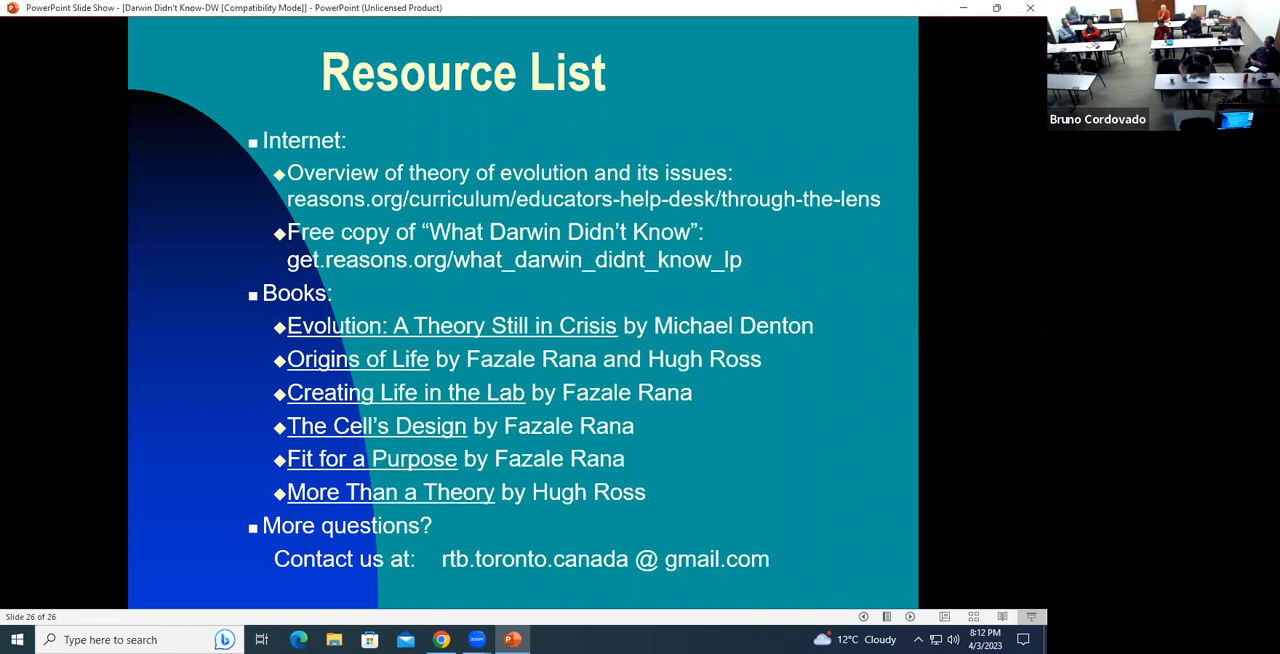 PowerPoint Slide Show - [Darwin Didn't Know-DW [Compatibility Mode]] - PowerPoint (Unlicensed Product)
Resource List
Internet:
Overview of theory of evolution and its issues:
reasons.org/curriculum/educators-help-desk/through-the-lens
Free copy of “What Darwin Didn’t Know”:
get.reasons.org/what_darwin_didnt_know_lp
Books:
Evolution: A Theory Still in Crisis by Michael Denton
Origins of Life by Fazale Rana and Hugh Ross
Creating Life in the Lab by Fazale Rana
The Cell’s Design by Fazale Rana
Fit for a Purpose by Fazale Rana
More Than a Theory by Hugh Ross
More questions?
Contact us at: rtb.toronto.canada @ gmail.com
Bruno Cordovado
Slide 26 of 26
Type here to search
zoom
12°C Cloudy
8:12 PM
4/3/2023